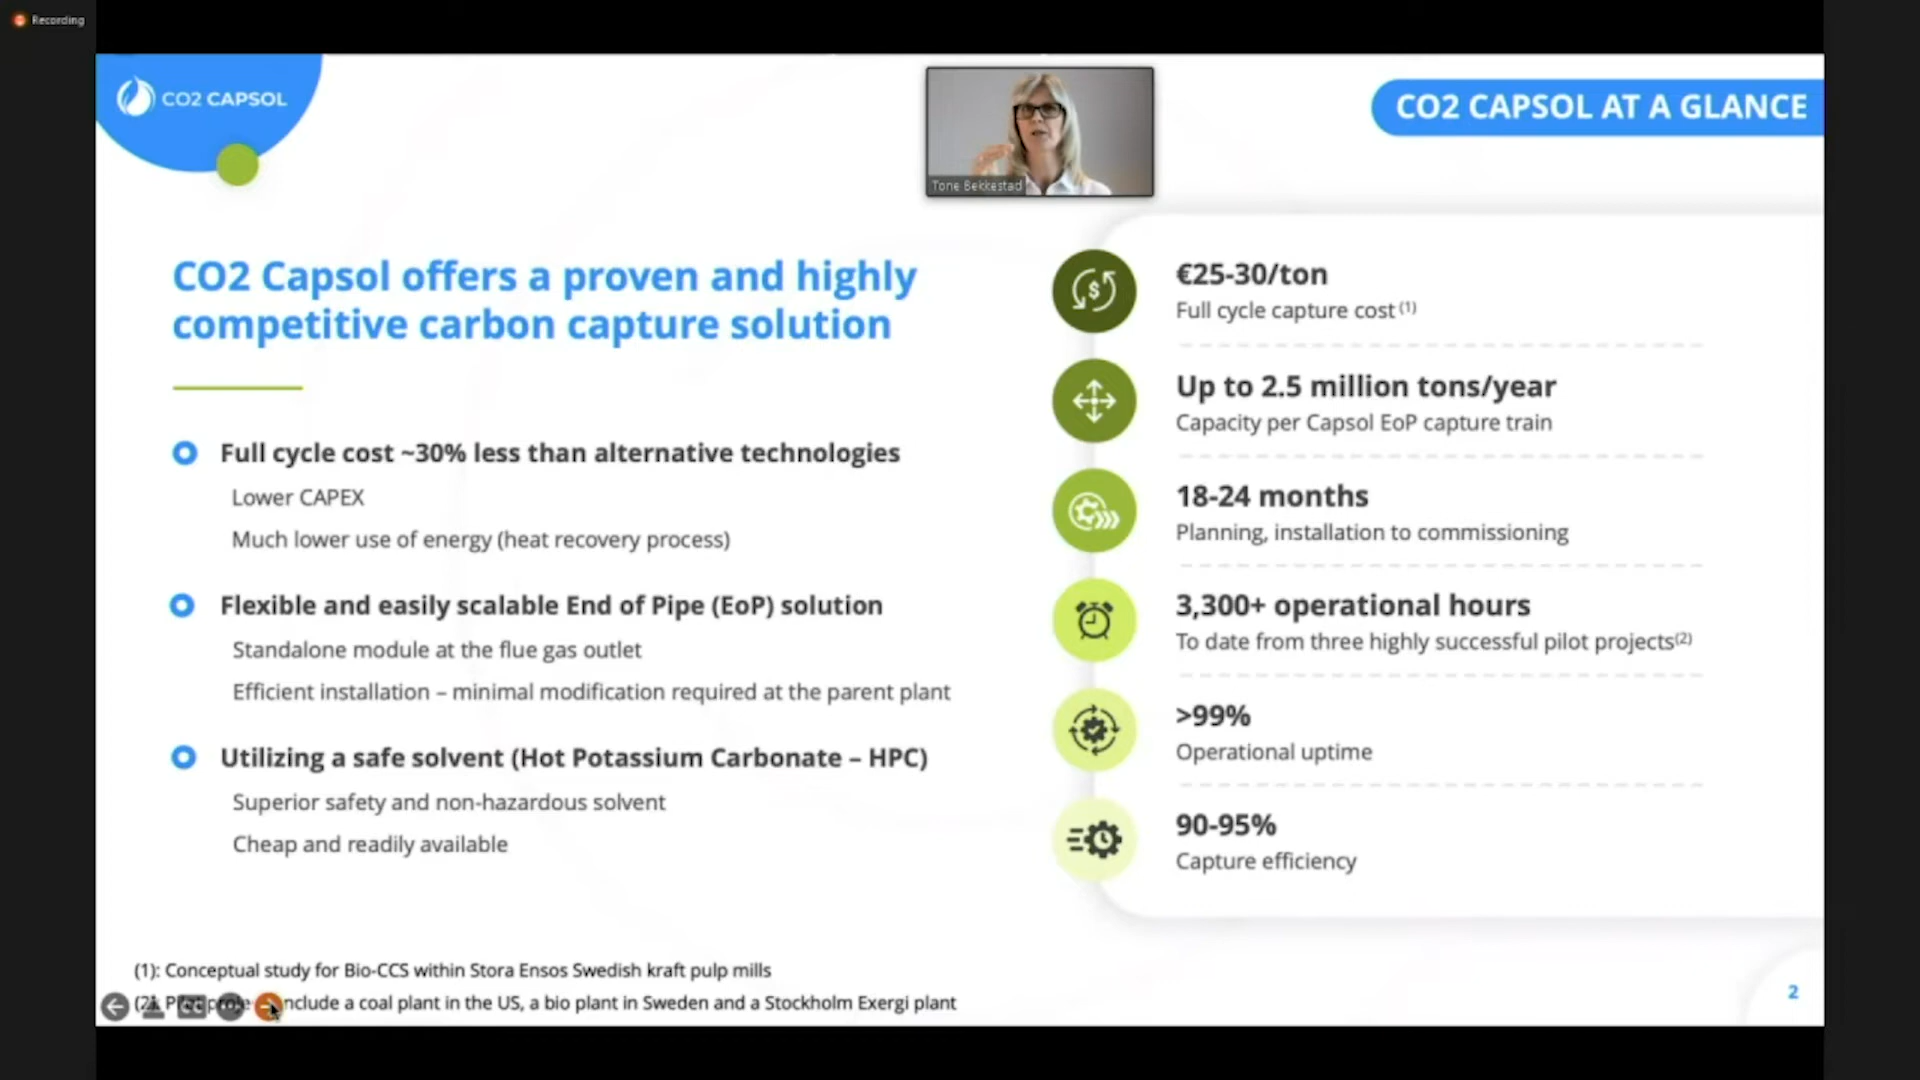 Recording
CO2 CAPSOL
Tone Bekkestad
CO2 CAPSOL AT A GLANCE
CO2 Capsol offers a proven and highly
competitive carbon capture solution
Full cycle cost ~30% less than alternative technologies
Lower CAPEX
Much lower use of energy (heat recovery process)
Flexible and easily scalable End of Pipe (EoP) solution
Standalone module at the flue gas outlet
Efficient installation – minimal modification required at the parent plant
Utilizing a safe solvent (Hot Potassium Carbonate – HPC)
Superior safety and non-hazardous solvent
Cheap and readily available
€25-30/ton
Full cycle capture cost (1)
Up to 2.5 million tons/year
Capacity per Capsol EoP capture train
18-24 months
Planning, installation to commissioning
3,300+ operational hours
To date from three highly successful pilot projects(2)
>99%
Operational uptime
90-95%
Capture efficiency
(1): Conceptual study for Bio-CCS within Stora Ensos Swedish kraft pulp mills
(2): include a coal plant in the US, a bio plant in Sweden and a Stockholm Exergi plant
2